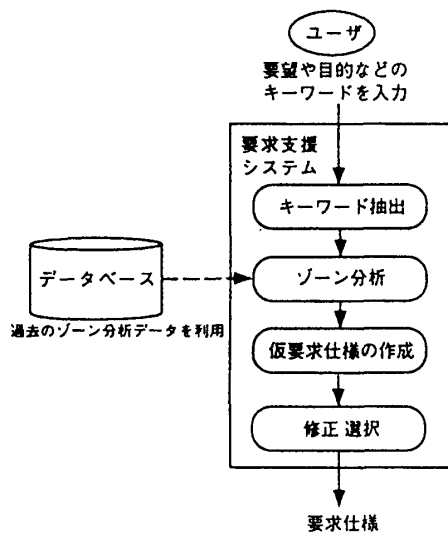 ユーザ
要望や目的などの
キーワードを入力
要求支援
システム
キーワード抽出
データベース
ゾーン分析
過去のゾーン分析データを利用
仮要求仕様の作成
修正 選択
要求仕様